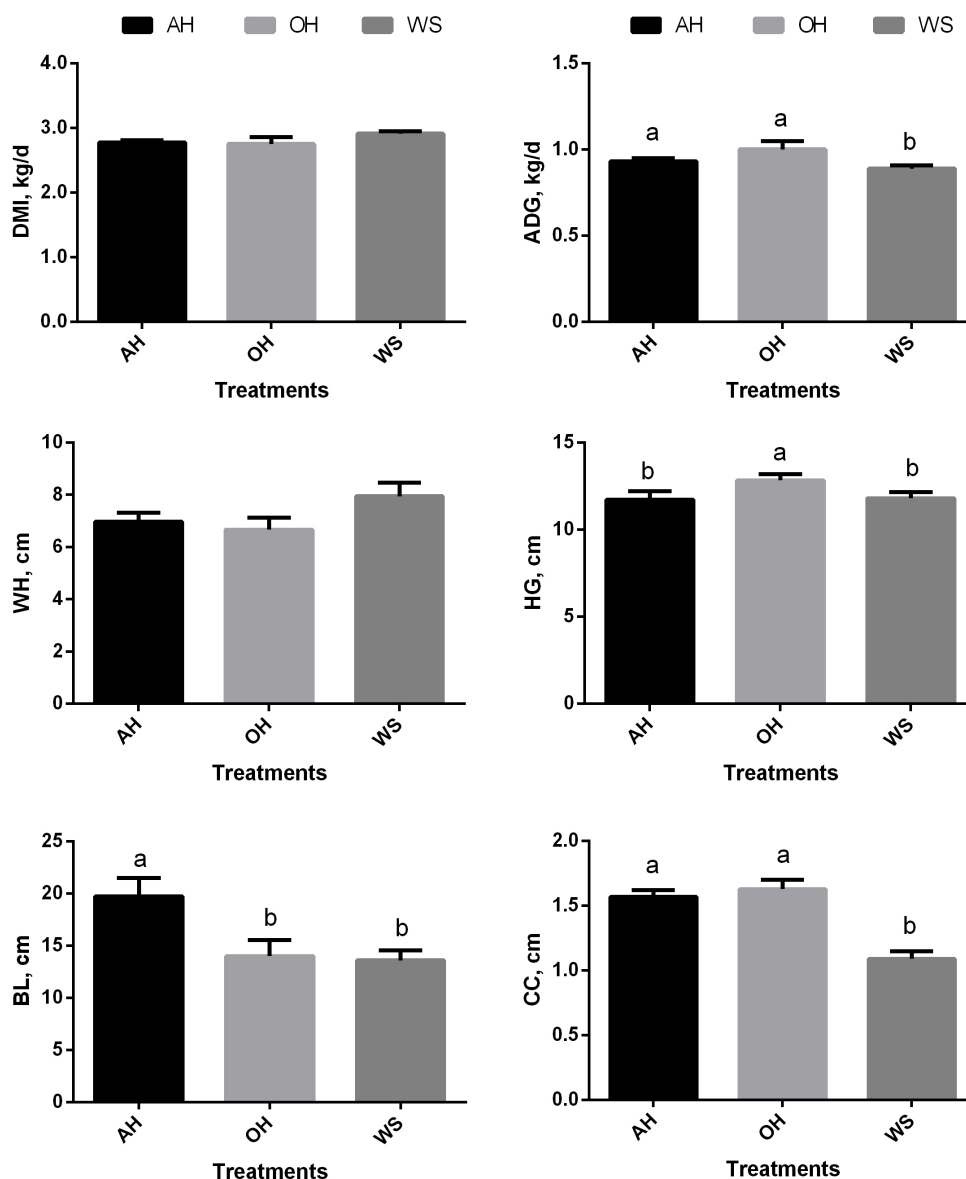 AH OH WS
AH OH WS
4.0
3.0
2.0
1.0
0.0
DMI, kg/d
AH OH WS
Treatments
1.5
1.0
0.5
0.0
ADG, kg/d
a a b
AH OH WS
Treatments
10
8
6
4
2
0
WH, cm
AH OH WS
Treatments
15
10
5
0
HG, cm
b a b
AH OH WS
Treatments
25
20
15
10
5
0
BL, cm
a b b
AH OH WS
Treatments
2.0
1.5
1.0
0.5
0.0
CC, cm
a a b
AH OH WS
Treatments